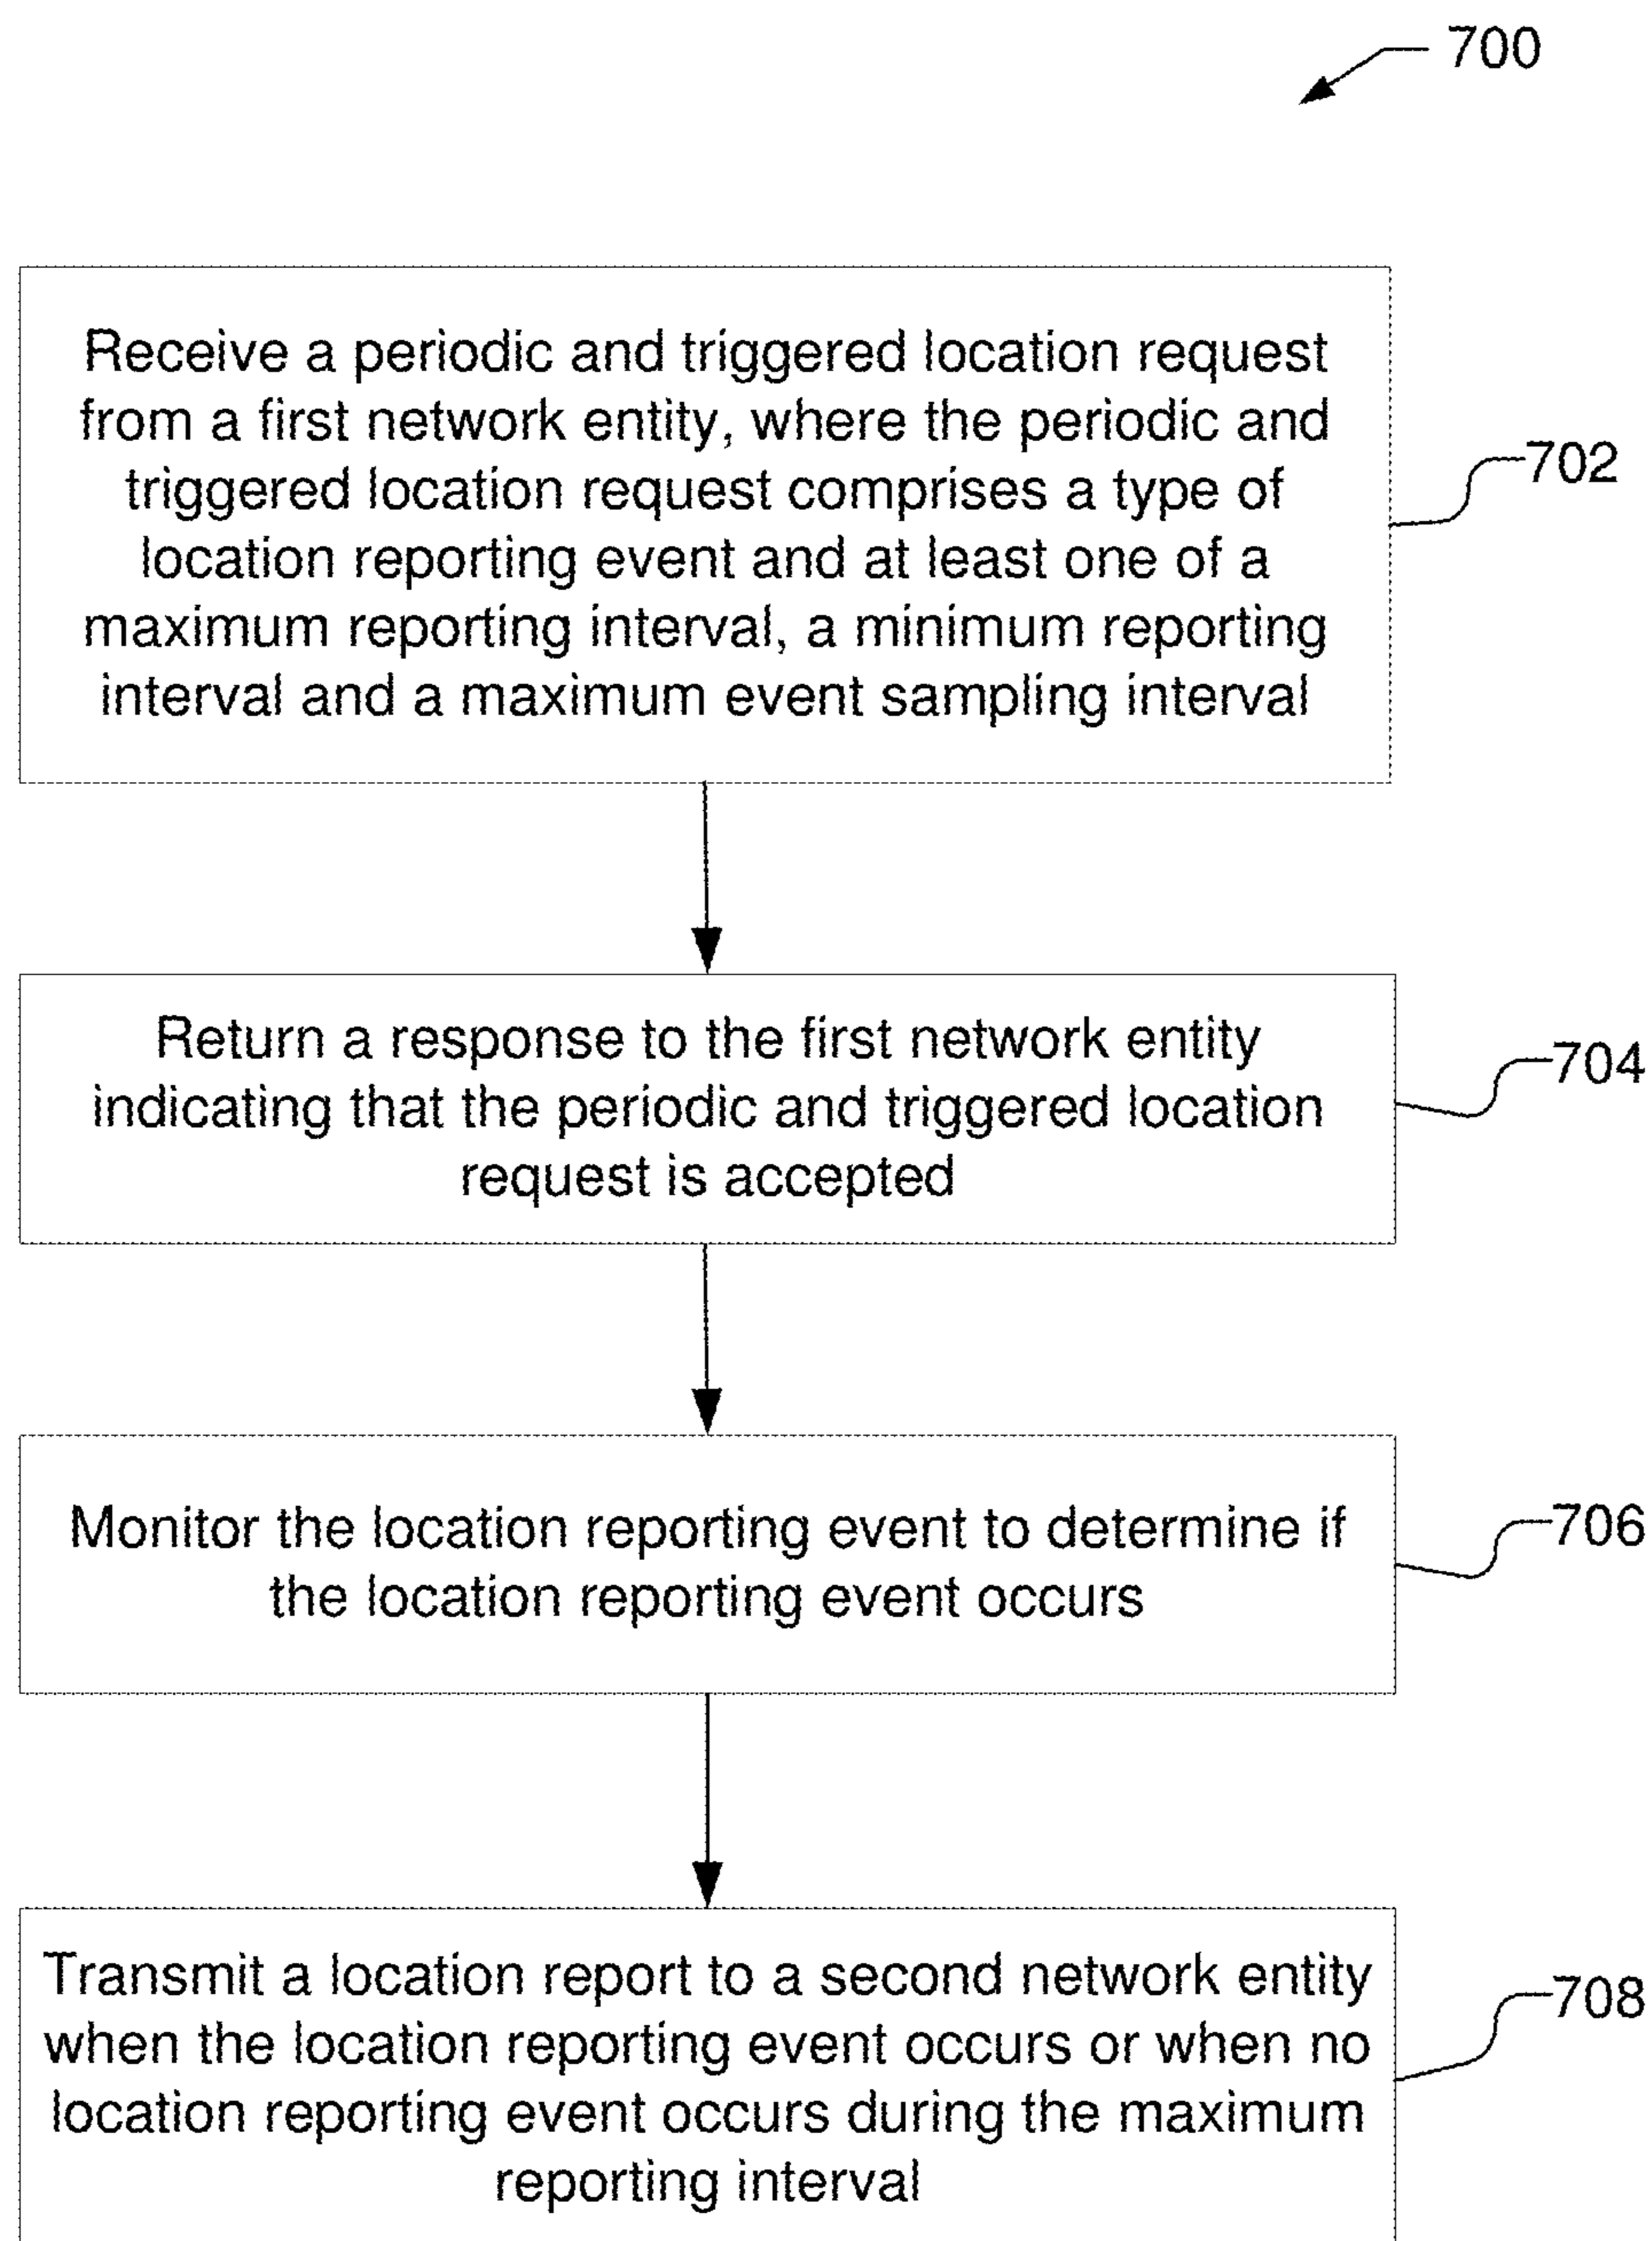 700
Receive a periodic and triggered location request
from a first network entity, where the periodic and
triggered location request comprises a type of
location reporting event and at least one of a
maximum reporting interval, a minimum reporting
interval and a maximum event sampling interval
702
Return a response to the first network entity
indicating that the periodic and triggered location
request is accepted
704
Monitor the location reporting event to determine if
the location reporting event occurs
706
Transmit a location report to a second network entity
when the location reporting event occurs or when no
location reporting event occurs during the maximum
reporting interval
708